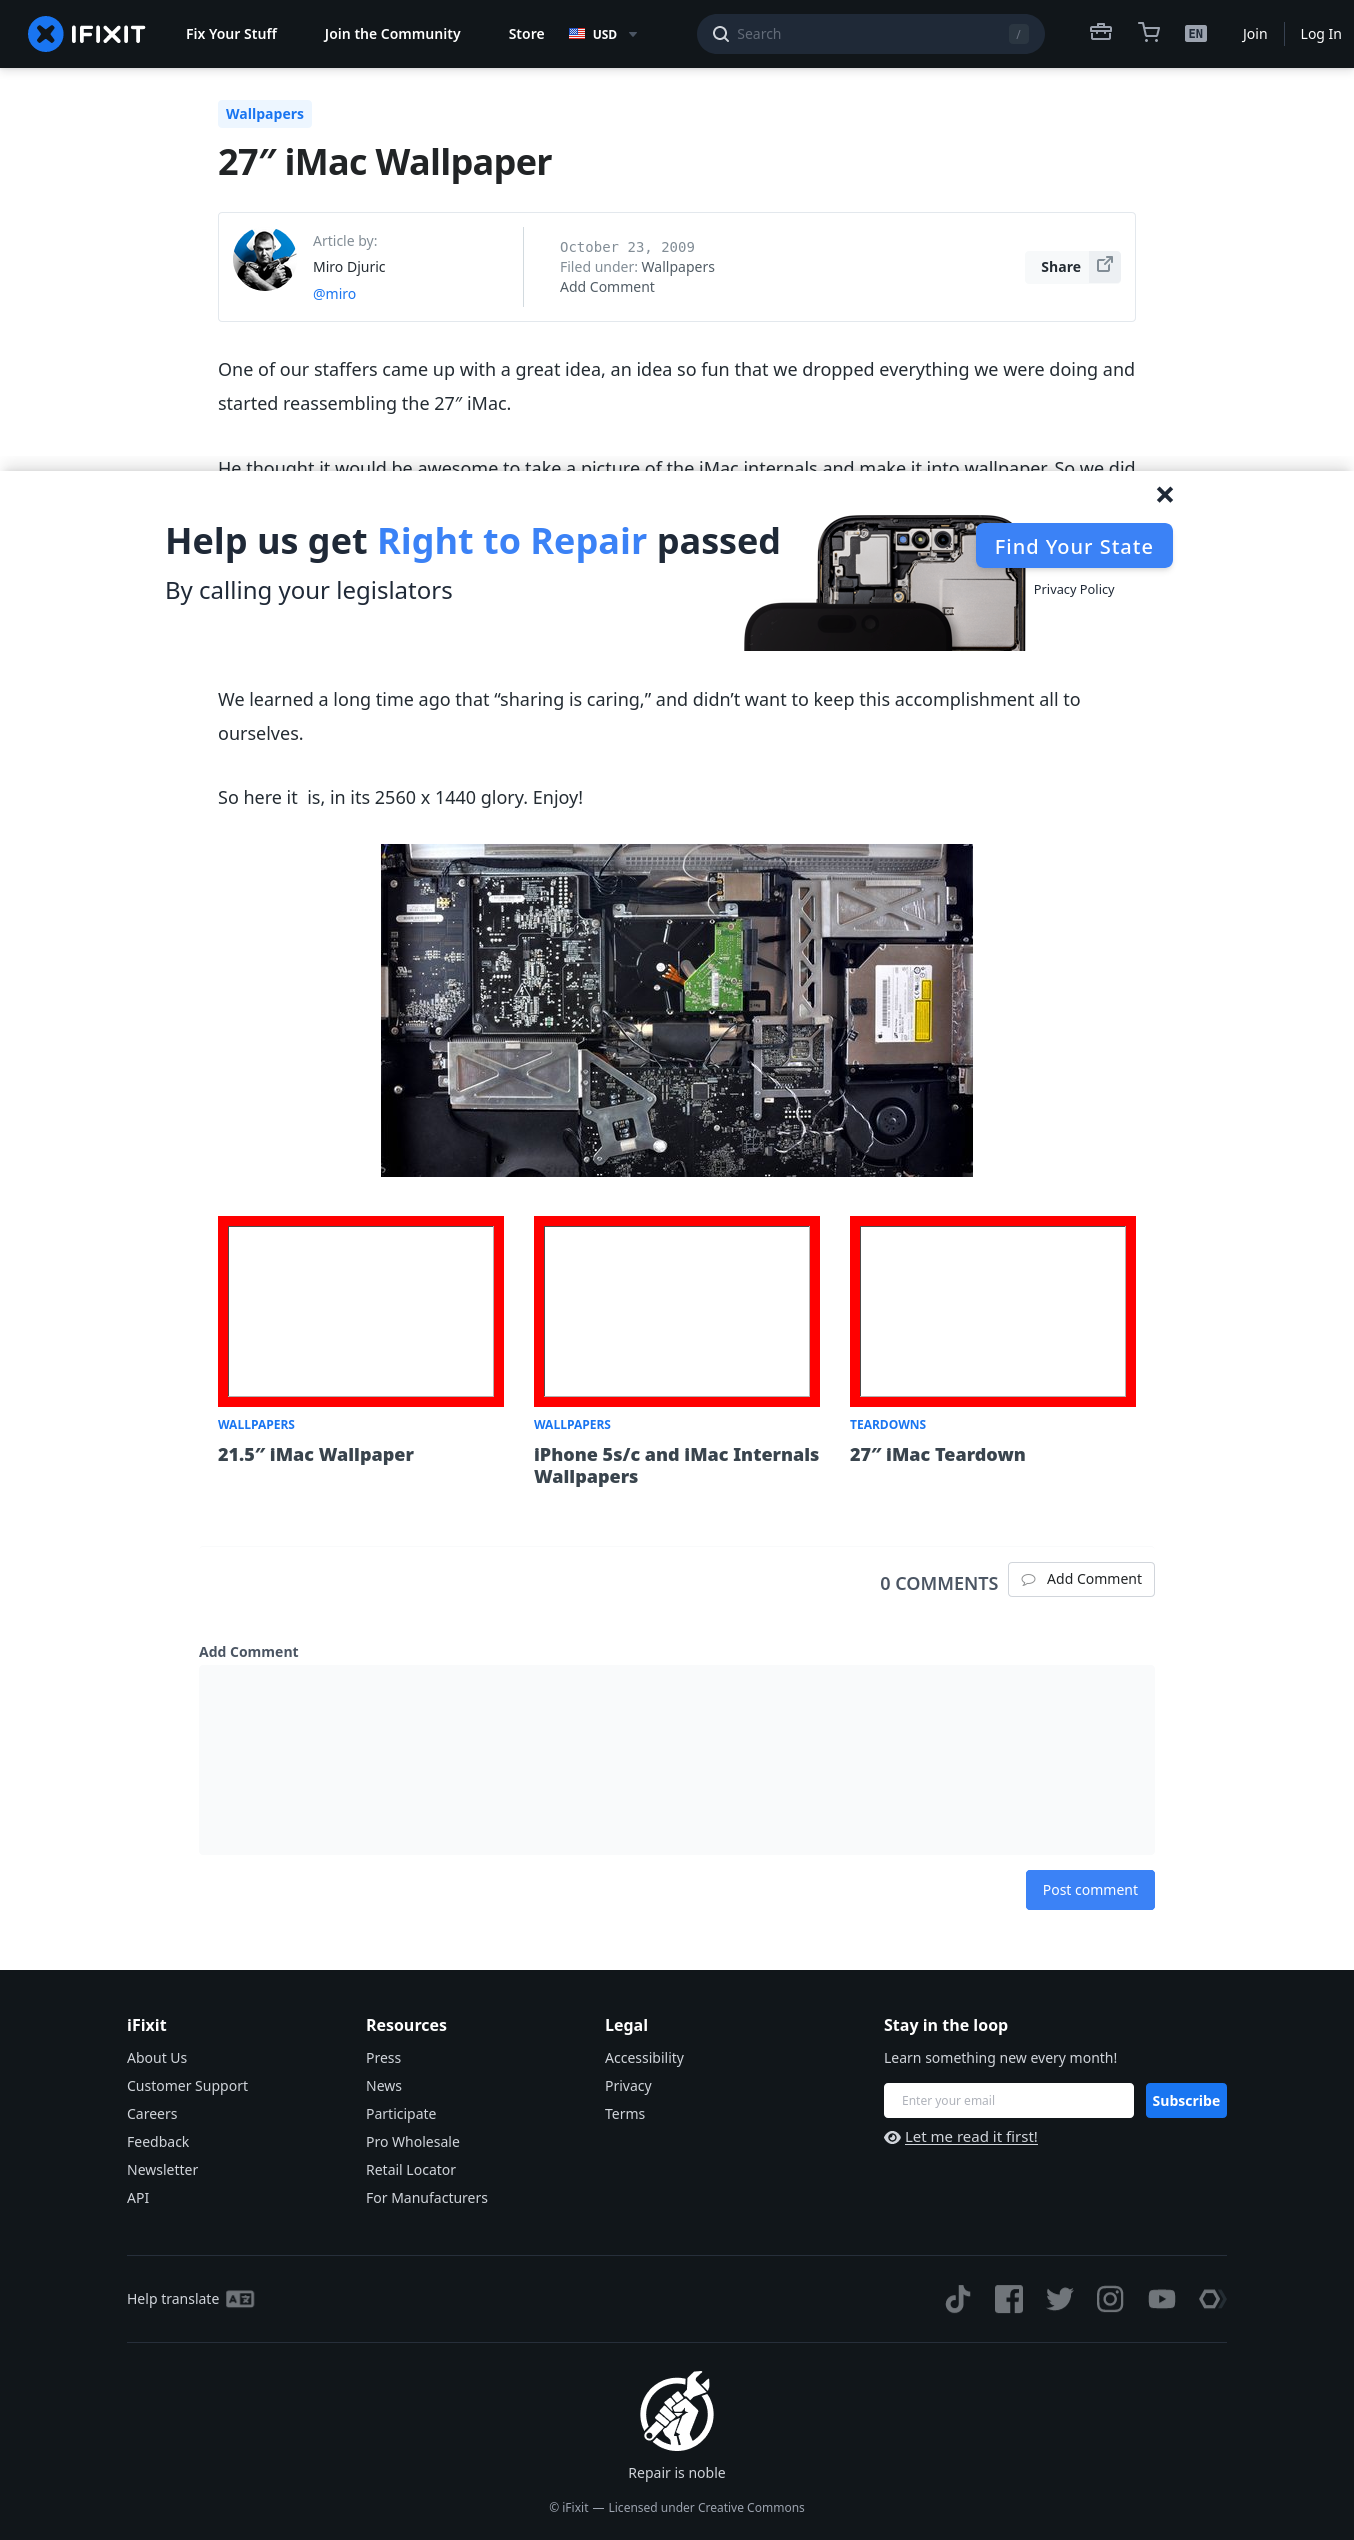 IFIXIT
Fix Your Stuff
Join the Community
Store
USD
Search
/
EN
Join
Log In
Wallpapers
27″ iMac Wallpaper
Article by:
Miro Djuric
@miro
October 23, 2009
Filed under: Wallpapers
Add Comment
Share
One of our staffers came up with a great idea, an idea so fun that we dropped everything we were doing and
started reassembling the 27″ iMac.
He thought it would be awesome to take a picture of the iMac internals and make it into wallpaper. So we did
Help us get Right to Repair passed
By calling your legislators
Find Your State
Privacy Policy
We learned a long time ago that “sharing is caring,” and didn’t want to keep this accomplishment all to
ourselves.
So here it  is, in its 2560 x 1440 glory. Enjoy!
WALLPAPERS
21.5″ iMac Wallpaper
WALLPAPERS
iPhone 5s/c and iMac Internals
Wallpapers
TEARDOWNS
27″ iMac Teardown
0 COMMENTS
Add Comment
Add Comment
Post comment
iFixit
About Us
Customer Support
Careers
Feedback
Newsletter
API
Resources
Press
News
Participate
Pro Wholesale
Retail Locator
For Manufacturers
Legal
Accessibility
Privacy
Terms
Stay in the loop
Learn something new every month!
Enter your email
Subscribe
Let me read it first!
Help translate
Repair is noble
© iFixit — Licensed under Creative Commons